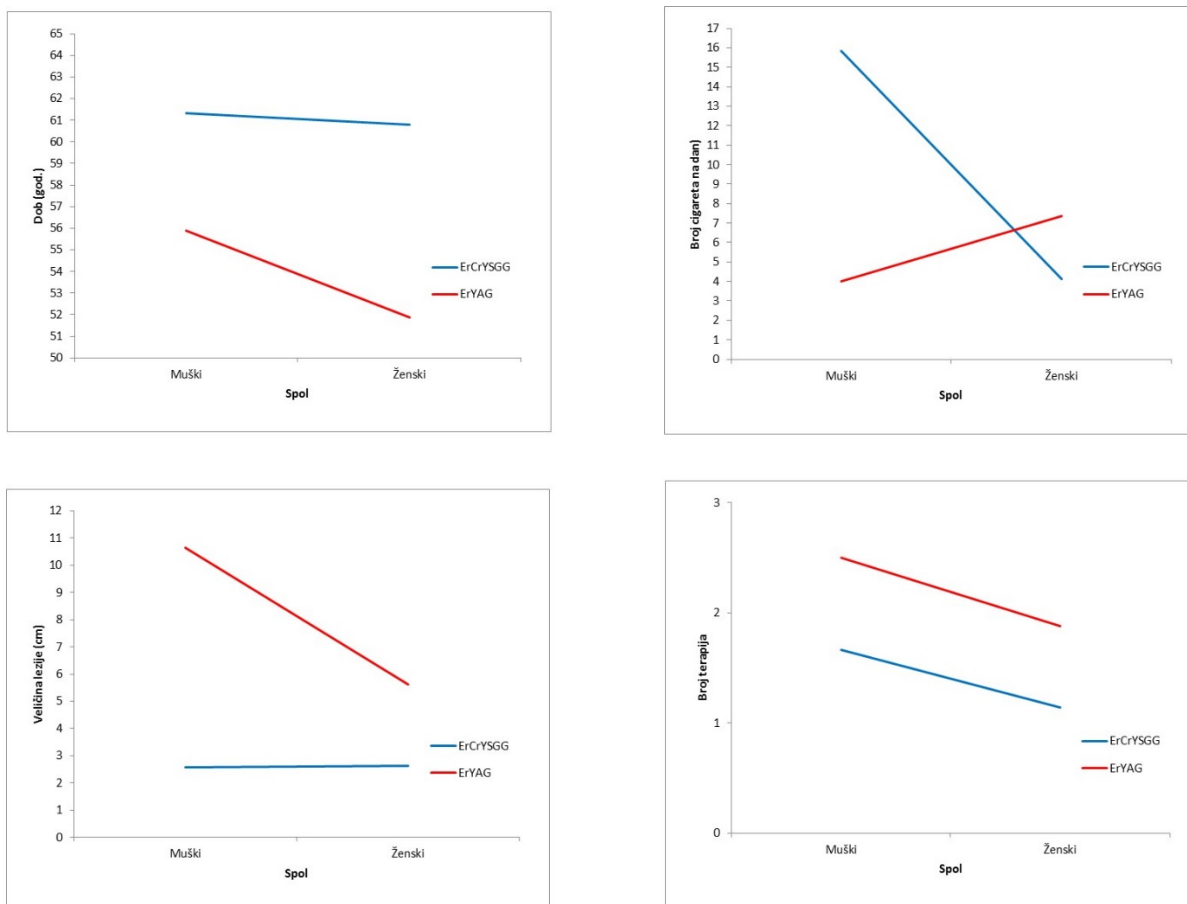 65
64
63
62
61
60
59
58
57
56
55
54
53
52
51
50
Dob (god.)
Muški Ženski
Spol
ErCrYSGG
ErYAG
17
16
15
14
13
12
11
10
9
8
7
6
5
4
3
2
1
0
Broj cigareta na dan)
Muški Ženski
Spol
ErCrYSGG
ErYAG
12
11
10
9
8
7
6
5
4
3
2
1
0
Veličina lezije (cm)
Muški Ženski
Spol
ErCrYSGG
ErYAG
3
2
1
0
Broj terapija
Muški Ženski
Spol
ErCrYSGG
ErYAG